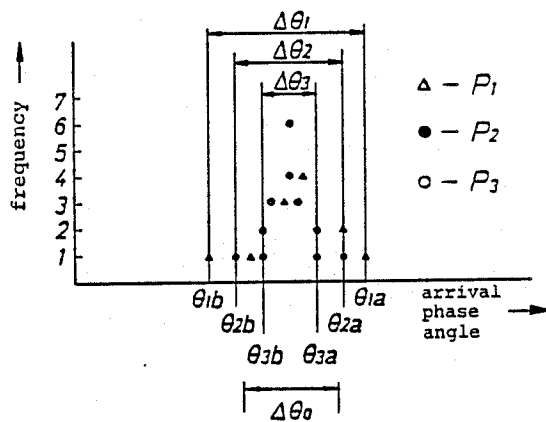 Δθ1
Δθ2
Δθ3
frequency
7
6
5
4
3
2
1
△ - P1
● - P2
○ - P3
θ1b
θ2b
θ3b
θ3a
θ2a
θ1a
arrival
phase
angle
Δθ0